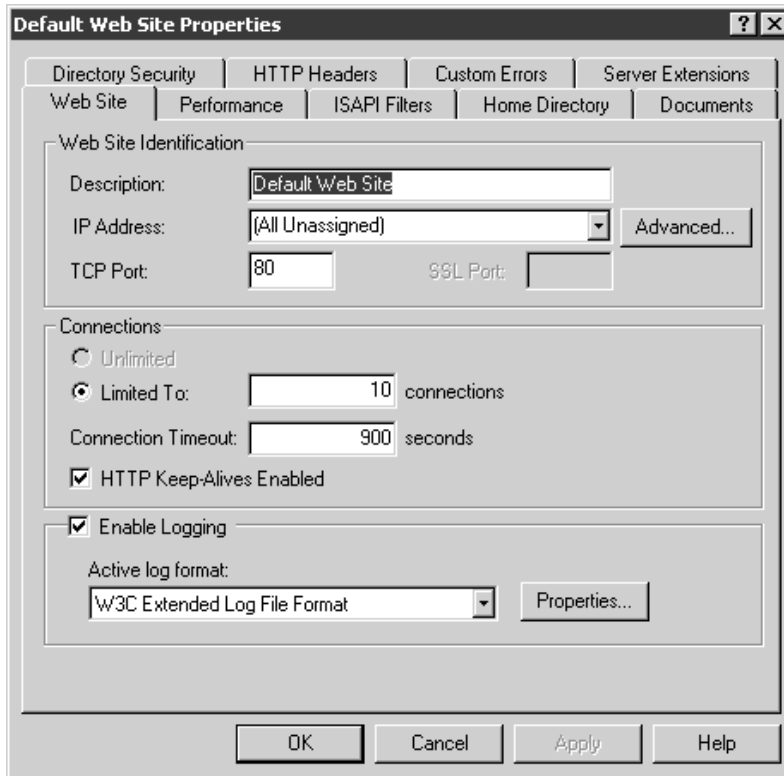 Default Web Site Properties
Directory Security HTTP Headers Custom Errors Server Extensions
Web Site Performance ISAPI Filters Home Directory Documents
Web Site Identification
Description: Default Web Site
IP Address: (All Unassigned) Advanced...
TCP Port: 80 SSL Port:
Connections
Unlimited
Limited To: 10 connections
Connection Timeout: 900 seconds
HTTP Keep-Alives Enabled
Enable Logging
Active log format:
W3C Extended Log File Format Properties...
OK Cancel Apply Help